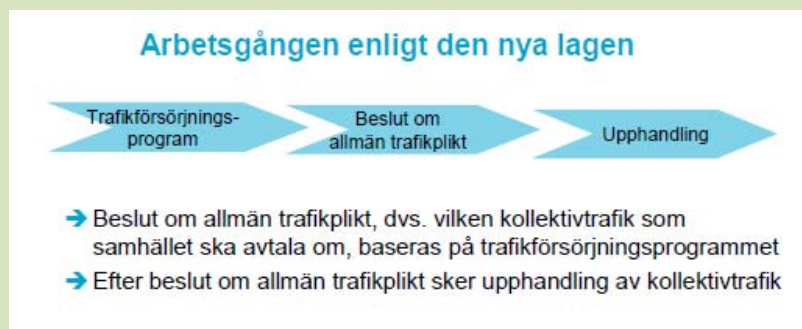 Arbetsgången enligt den nya lagen
Trafikförsörjnings-
program
Beslut om
allmän trafikplikt
Upphandling
➔ Beslut om allmän trafikplikt, dvs. vilken kollektivtrafik som
samhället ska avtala om, baseras på trafikförsörjningsprogrammet
➔ Efter beslut om allmän trafikplikt sker upphandling av kollektivtrafik